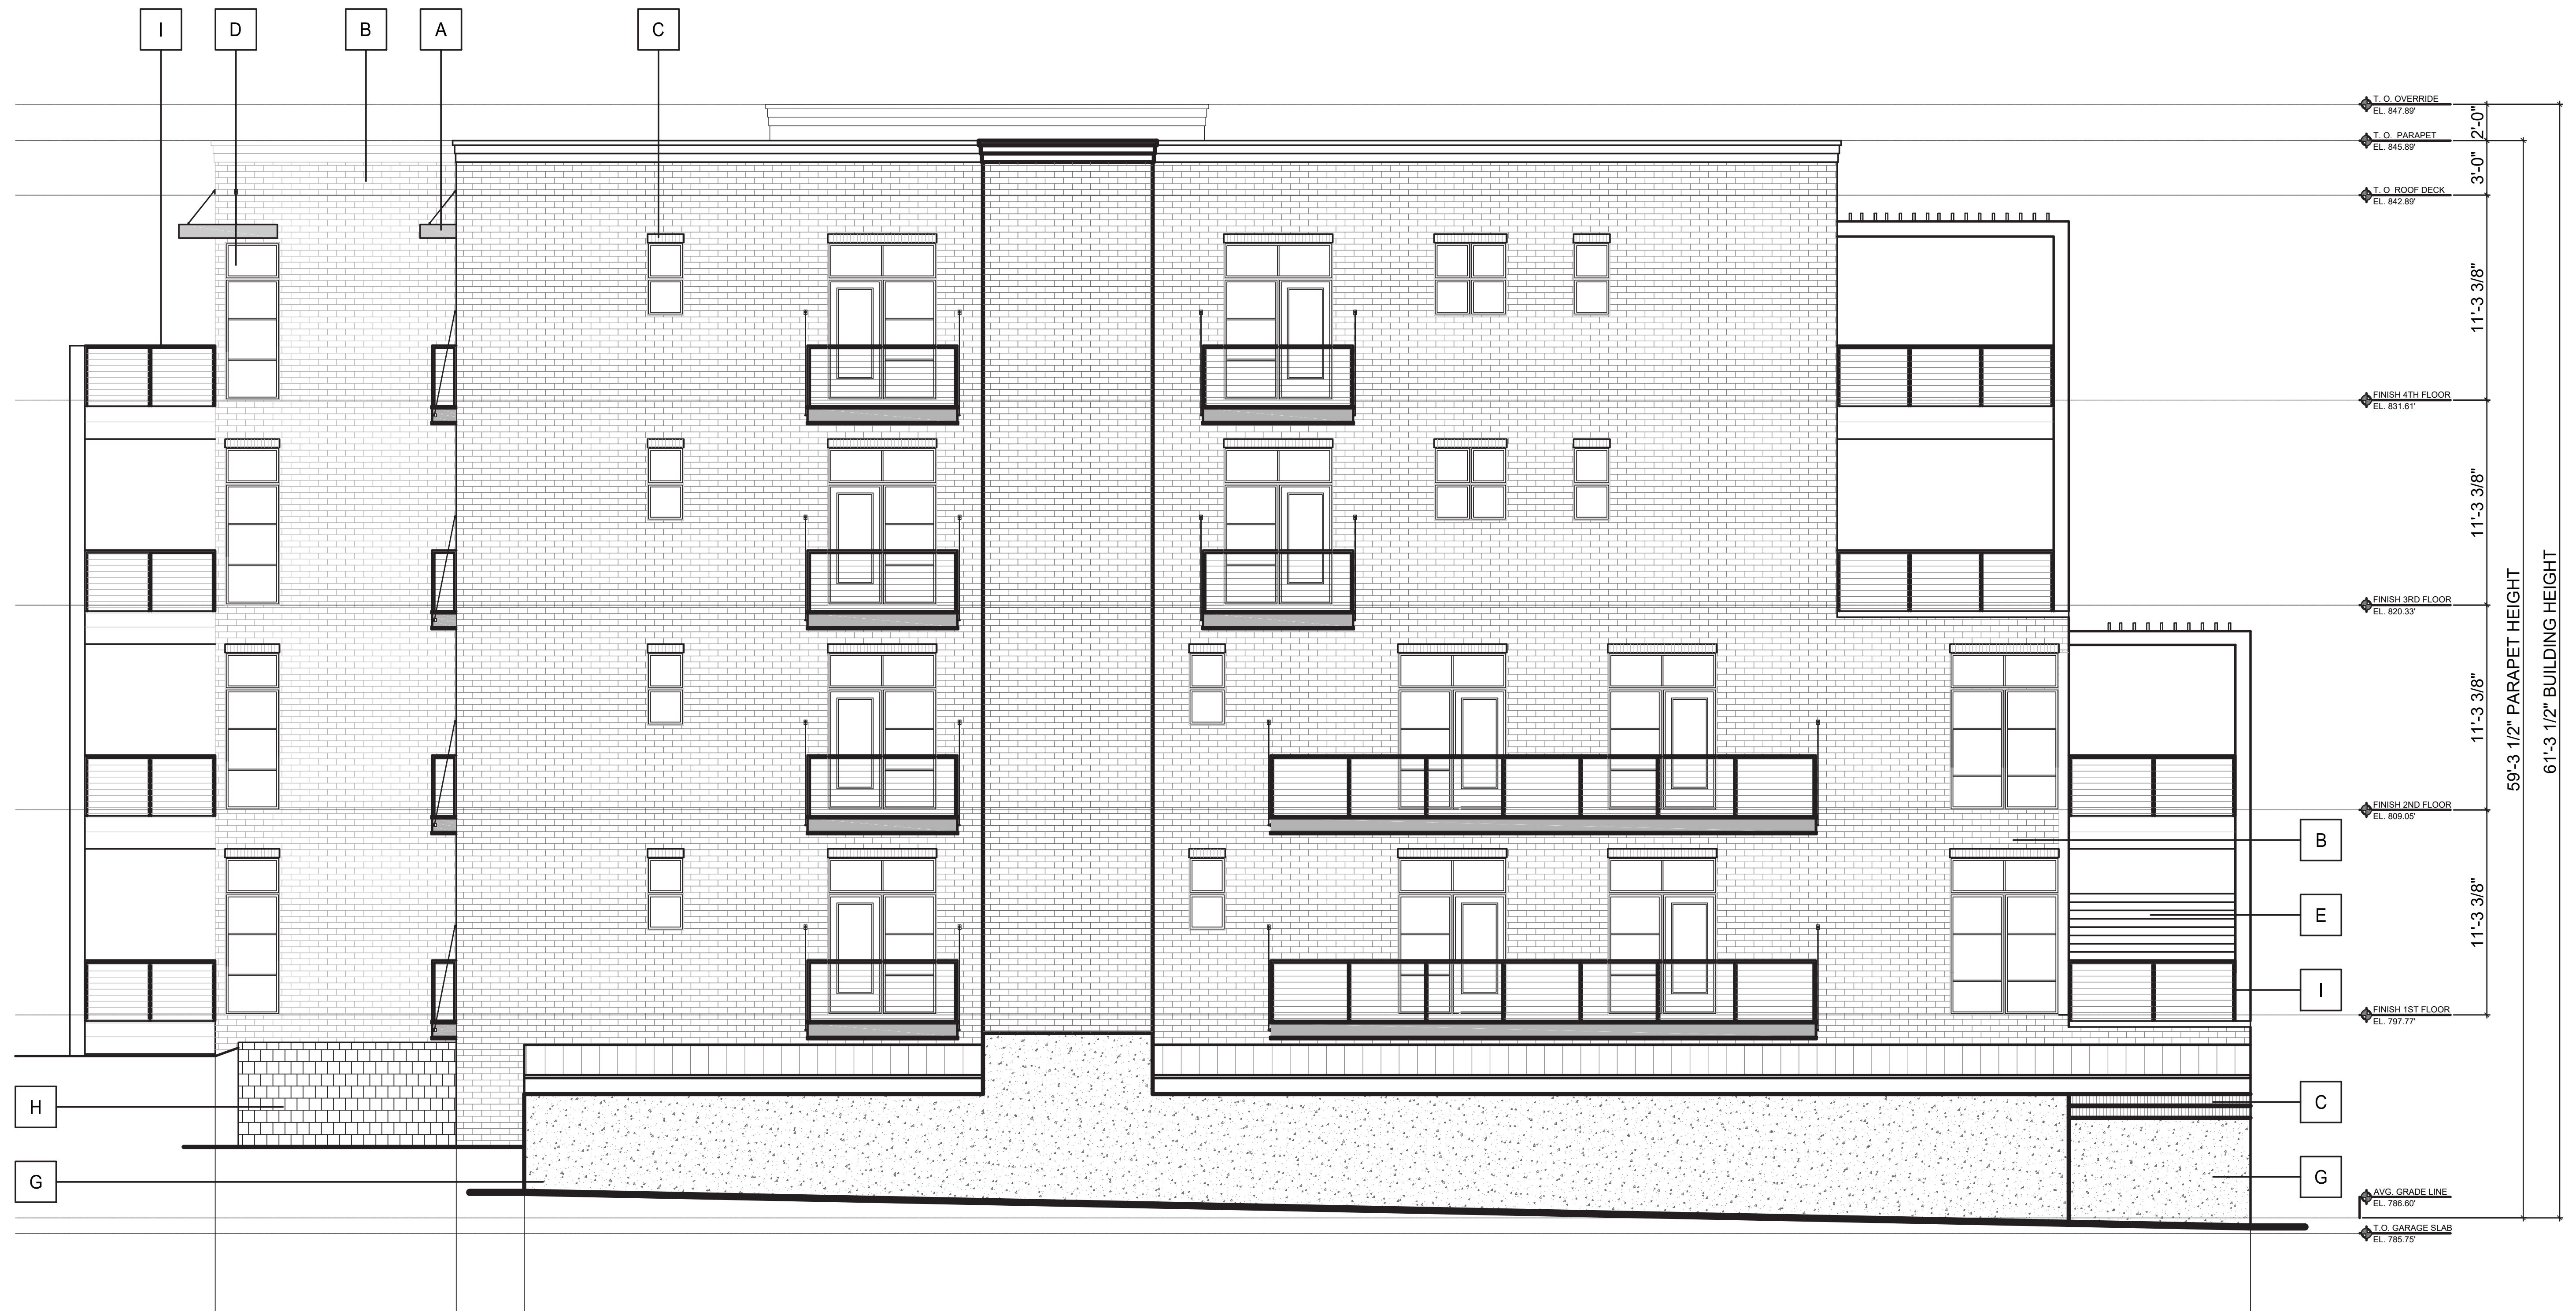 I
D
B
A
C
T. O. OVERRIDE
EL. 847.89'
2'-0"
T. O. PARAPET
EL. 845.89'
3'-0"
T. O ROOF DECK
EL. 842.89'
11'-3 3/8"
FINISH 4TH FLOOR
EL. 831.61'
11'-3 3/8"
FINISH 3RD FLOOR
EL. 820.33'
59'-3 1/2" PARAPET HEIGHT
61'-3 1/2" BUILDING HEIGHT
11'-3 3/8"
FINISH 2ND FLOOR
EL. 809.05'
B
11'-3 3/8"
E
I
FINISH 1ST FLOOR
EL. 797.77'
H
C
G
G
AVG. GRADE LINE
EL. 786.60'
T.O. GARAGE SLAB
EL. 785.75'